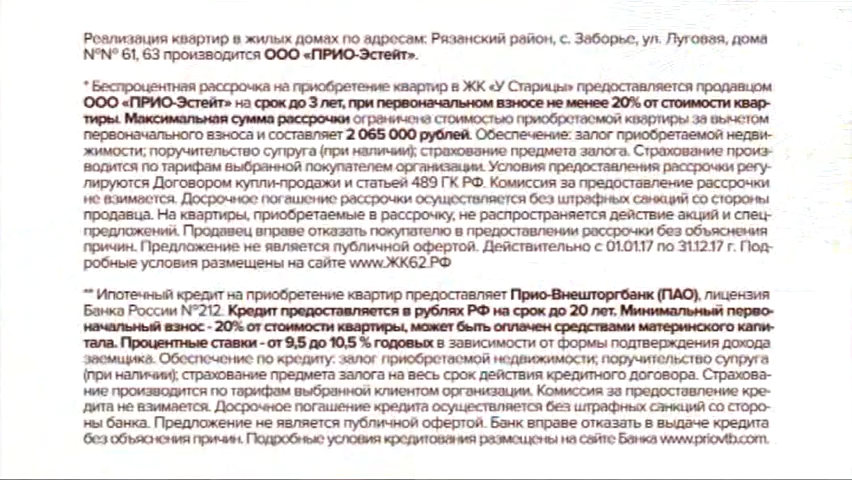 Реализация квартир в жилых домах по адресам: Рязанский район, с. Заборье, ул. Луговая, дома
№№ 61, 63 производится ООО «ПРИО-Эстейт».
* Беспроцентная рассрочка на приобретение квартир в ЖК «У Старицы» предоставляется продавцом
ООО «ПРИО-Эстейт» на срок до 3 лет, при первоначальном взносе не менее 20% от стоимости квар-
тиры. Максимальная сумма рассрочки ограничена стоимостью приобретаемой квартиры за вычетом
первоначального взноса и составляет 2 065 000 рублей. Обеспечение: залог приобретаемой недви-
жимости; поручительство супруга (при наличии); страхование предмета залога. Страхование произ-
водится по тарифам выбранной покупателем организации. Условия предоставления рассрочки регу-
лируются Договором купли-продажи и статьей 489 ГК РФ. Комиссия за предоставление рассрочки
не взимается. Досрочное погашение рассрочки осуществляется без штрафных санкций со стороны
продавца. На квартиры, приобретаемые в рассрочку, не распространяется действие акций и спец-
предложений. Продавец вправе отказать покупателю в предоставлении рассрочки без объяснения
причин. Предложение не является публичной офертой. Действительно с 01.01.17 по 31.12.17 г. Под-
робные условия размещены на сайте www.ЖК62.РФ
** Ипотечный кредит на приобретение квартир предоставляет Прио-Внешторгбанк (ПАО), лицензия
Банка России №212. Кредит предоставляется в рублях РФ на срок до 20 лет. Минимальный перво-
начальный взнос - 20% от стоимости квартиры, может быть оплачен средствами материнского капи-
тала. Процентные ставки - от 9,5 до 10,5 % годовых в зависимости от формы подтверждения дохода
заемщика. Обеспечение по кредиту: залог приобретаемой недвижимости; поручительство супруга
(при наличии); страхование предмета залога на весь срок действия кредитного договора. Страхова-
ние производится по тарифам выбранной клиентом организации. Комиссия за предоставление кре-
дита не взимается. Досрочное погашение кредита осуществляется без штрафных санкций со сторо-
ны банка. Предложение не является публичной офертой. Банк вправе отказать в выдаче кредита
без объяснения причин. Подробные условия кредитования размещены на сайте Банка www.priovtb.com.